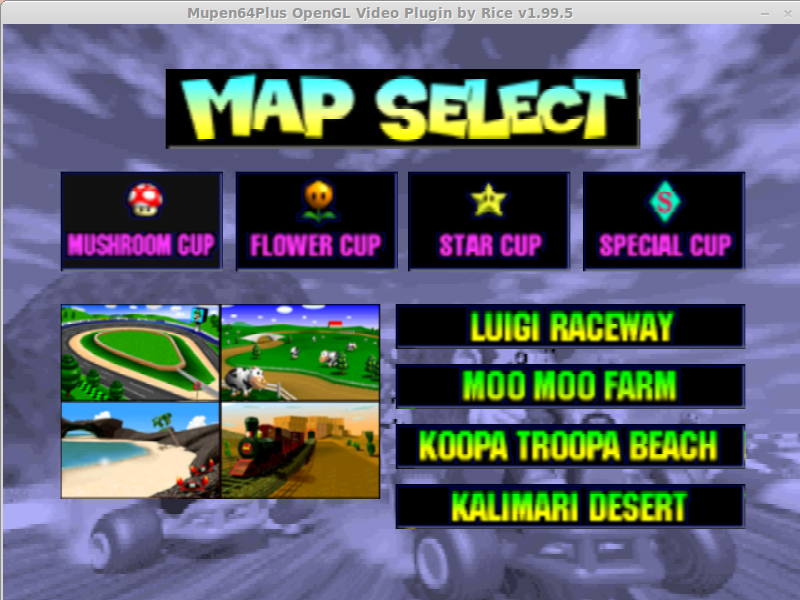 Mupen64Plus OpenGL Video Plugin by Rice v1.99.5
MAP SELECT
MUSHROOM CUP
FLOWER CUP
S
STAR CUP
SPECIAL CUP
LUIGI RACEWAY
MOO MOO FARM
KOOPA TROOPA BEACH
KALIMARI DESERT